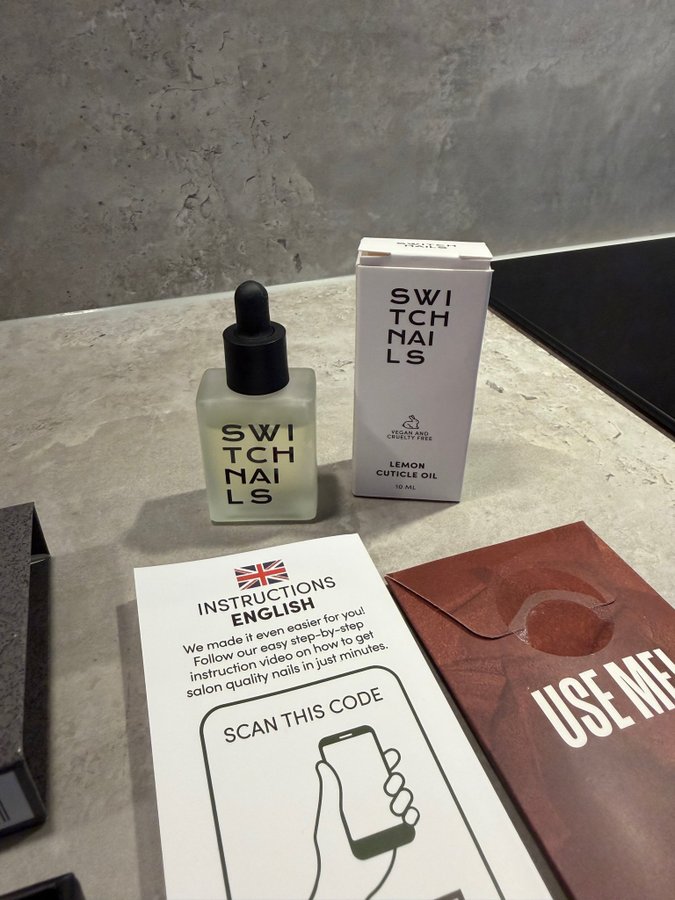 SWITCH
NAILS
SWI
TCH
NAI
LS
VEGAN AND
CRUELTY FREE
LEMON
CUTICLE OIL
10 ML
SWI
TCH
NAI
LS
INSTRUCTIONS
ENGLISH
We made it even easier for you!
Follow our easy step-by-step
instruction video on how to get
salon quality nails in just minutes.
SCAN THIS CODE
USE ME!